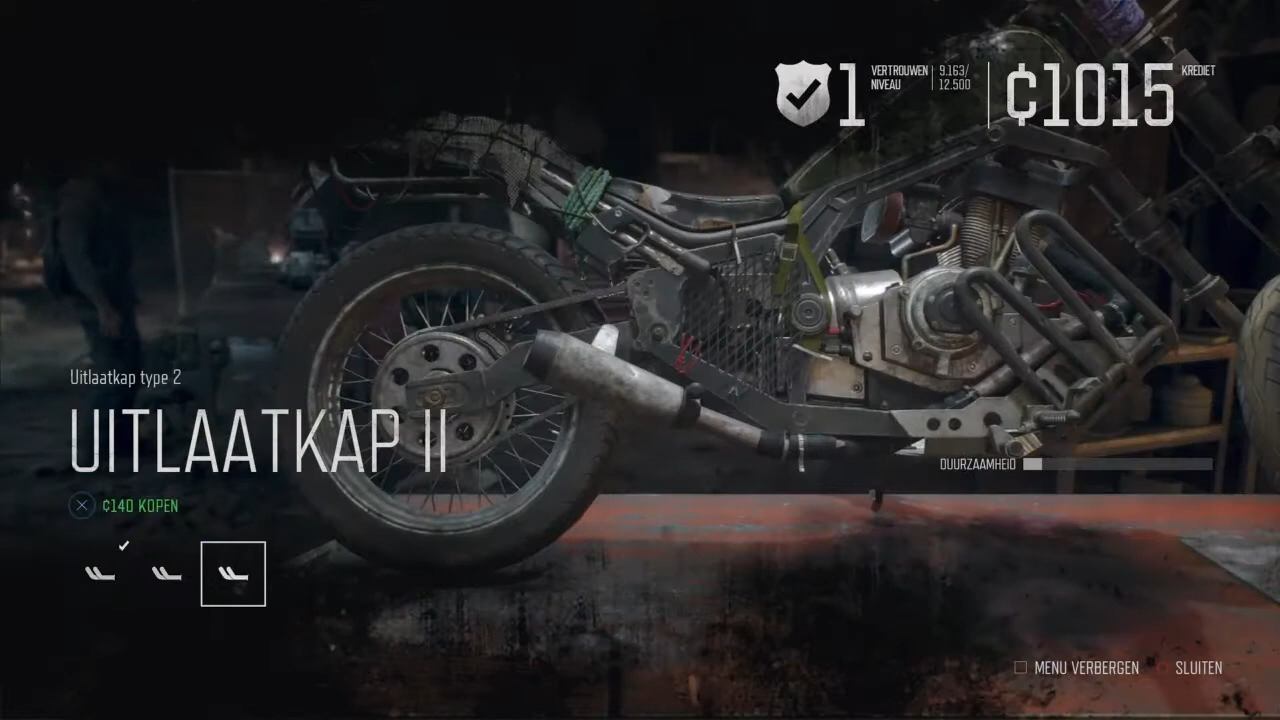 1 VERTROUWEN 9.163/ ₵1015 KREDIET
NIVEAU 12.500
Uitlaatkap type 2
UITLAATKAP II
₵140 KOPEN
DUURZAAMHEID
MENU VERBERGEN SLUITEN